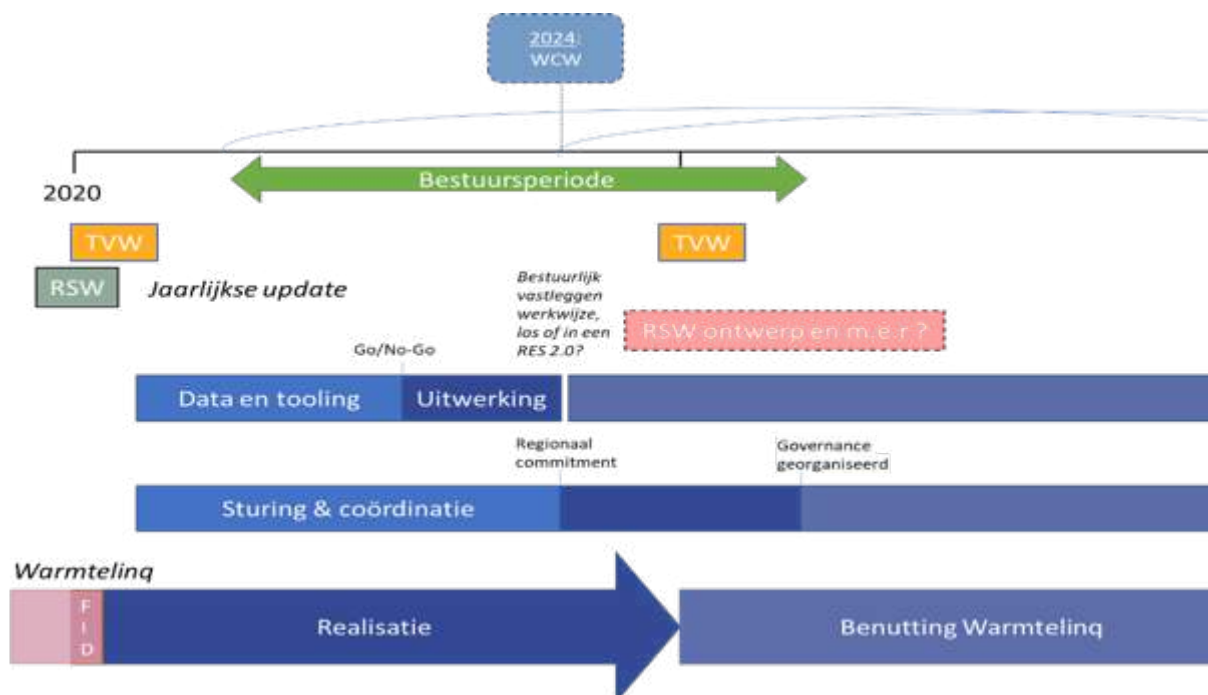 2024:
WCW
Bestuursperiode
2020
TVW
TVW
RSW
Jaarlijkse update
Bestuurlijk
vastleggen
werkwijze,
los of in een
RES 2.0?
RSW ontwerp en m.e.r ?
Go/No-Go
Data en tooling
Uitwerking
Regionaal
commitment
Governance
georganiseerd
Sturing & coördinatie
Warmtelinq
F
I
D
Realisatie
Benutting Warmtelinq